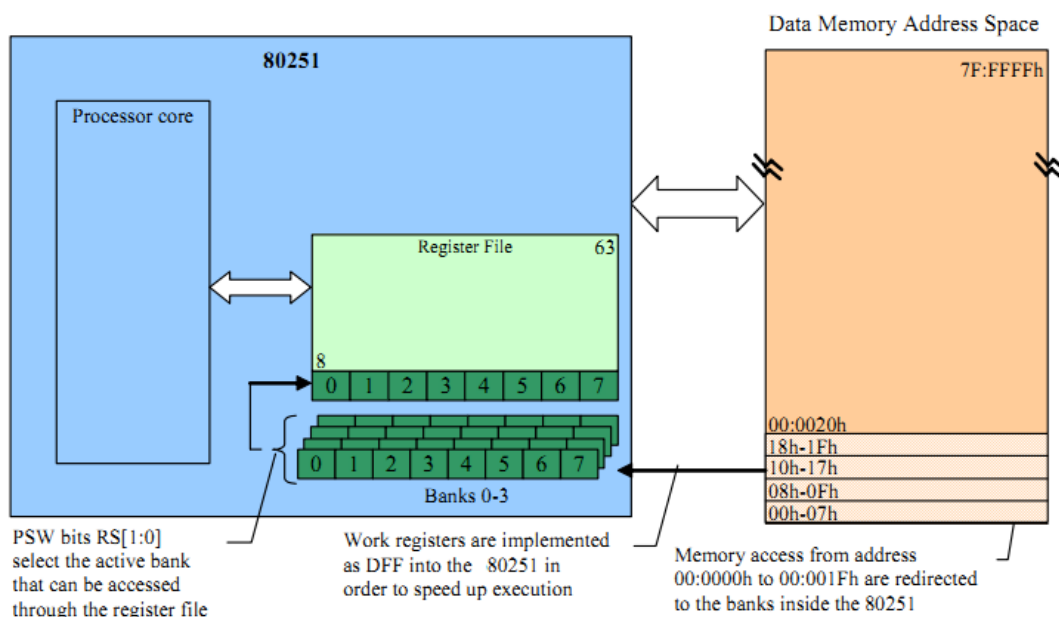 Data Memory Address Space
80251
7F:FFFFh
Processor core
Register File
63
8
0 1 2 3 4 5 6 7
0 1 2 3 4 5 6 7
Banks 0-3
00:0020h
18h-1Fh
10h-17h
08h-0Fh
00h-07h
PSW bits RS[1:0]
select the active bank
that can be accessed
through the register file
Work registers are implemented
as DFF into the 80251 in
order to speed up execution
Memory access from address
00:0000h to 00:001Fh are redirected
to the banks inside the 80251